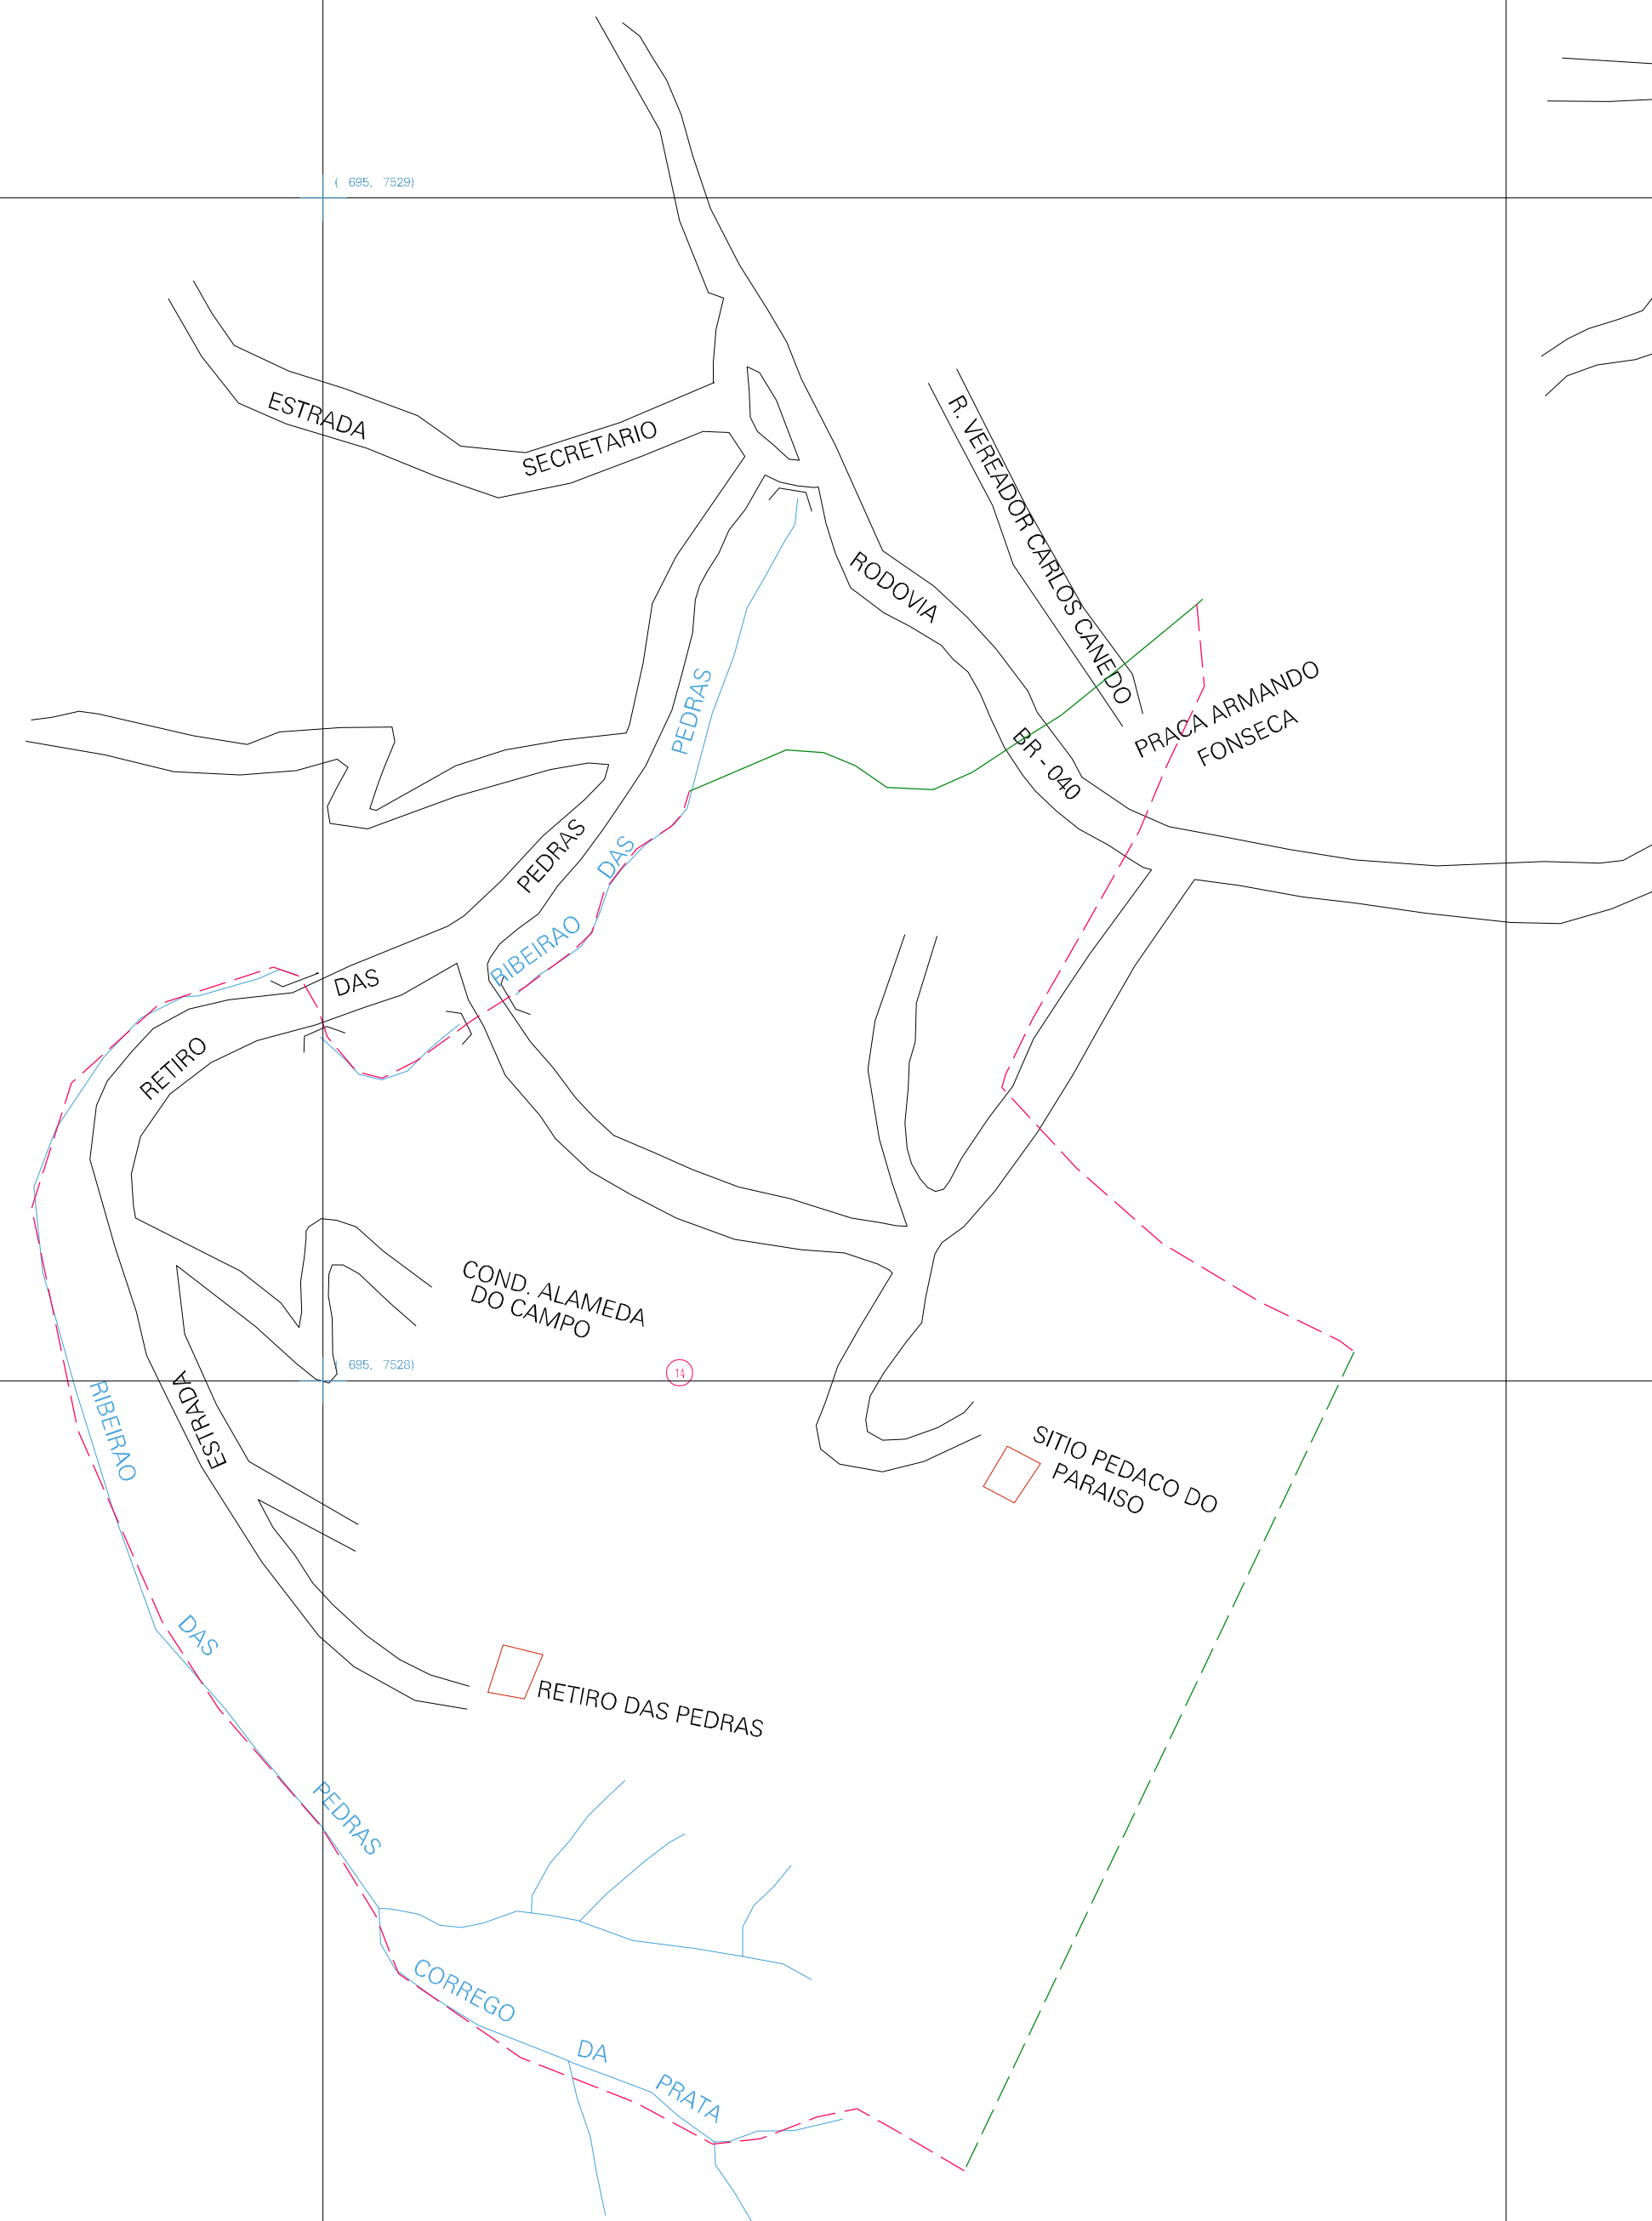 ( 695, 7529)
ESTRADA
SECRETARIO
R. VEREADOR CARLOS CANEDO
RODOVIA
BR - 040
PRACA ARMANDO
FONSECA
PEDRAS
DAS
RIBEIRAO
PEDRAS
DAS
RETIRO
ESTRADA
COND. ALAMEDA
DO CAMPO
( 695, 7528)
14
SITIO PEDACO DO
PARAISO
RIBEIRAO
DAS
PEDRAS
RETIRO DAS PEDRAS
CORREGO
DA
PRATA